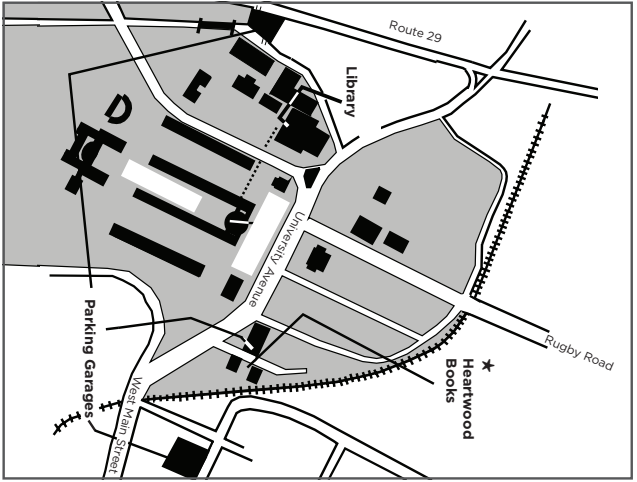 Route 29
Library
University Avenue
Rugby Road
Heartwood
Books
Parking Garages
West Main Street